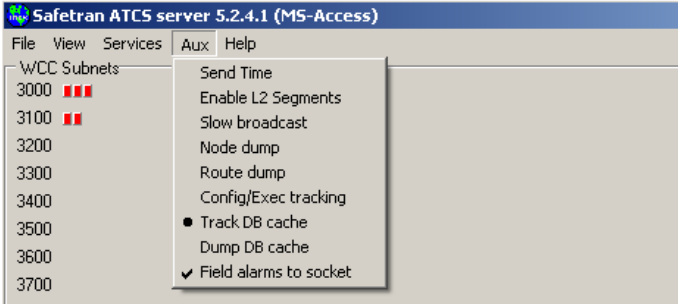 Safetran ATCS server 5.2.4.1 (MS-Access)
File View Services Aux Help
WCC Subnets
3000
3100
3200
3300
3400
3500
3600
3700
Send Time
Enable L2 Segments
Slow broadcast
Node dump
Route dump
Config/Exec tracking
Track DB cache
Dump DB cache
Field alarms to socket